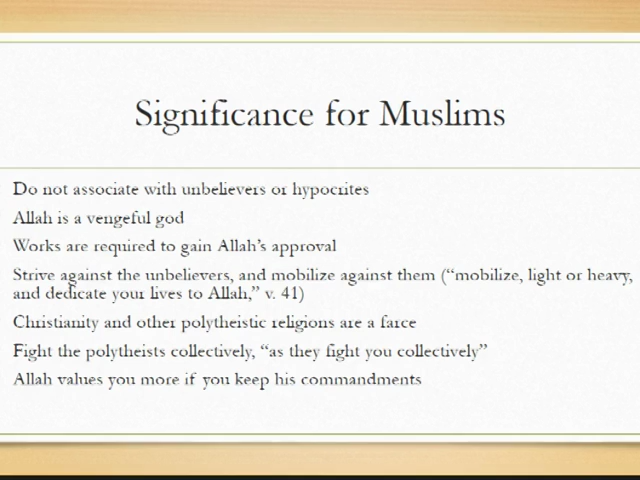 Significance for Muslims
Do not associate with unbelievers or hypocrites
Allah is a vengeful god
Works are required to gain Allah’s approval
Strive against the unbelievers, and mobilize against them (“mobilize, light or heavy,
and dedicate your lives to Allah,” v. 41)
Christianity and other polytheistic religions are a farce
Fight the polytheists collectively, “as they fight you collectively”
Allah values you more if you keep his commandments